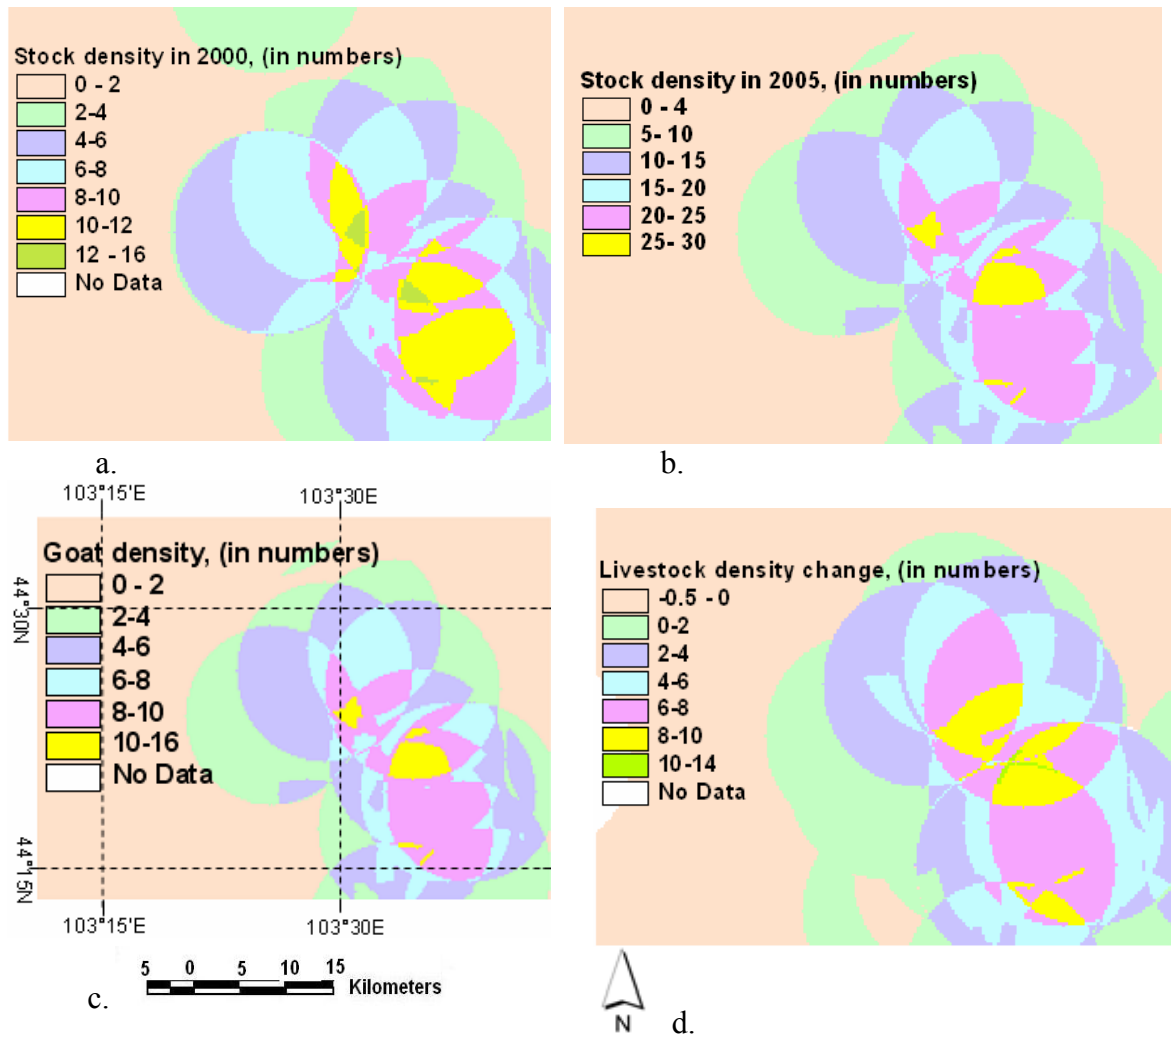 Stock density in 2000, (in numbers)
0 - 2
2-4
4-6
6-8
8-10
10-12
12 - 16
No Data
a.
Stock density in 2005, (in numbers)
0 - 4
5- 10
10- 15
15- 20
20- 25
25- 30
b.
103°15'E
103°30E
44°30N
44°15N
Goat density, (in numbers)
0 - 2
2-4
4-6
6-8
8-10
10-16
No Data
103°15'E
103°30E
5 0 5 10 15
Kilometers
c.
Livestock density change, (in numbers)
-0.5 - 0
0-2
2-4
4-6
6-8
8-10
10-14
No Data
N
d.